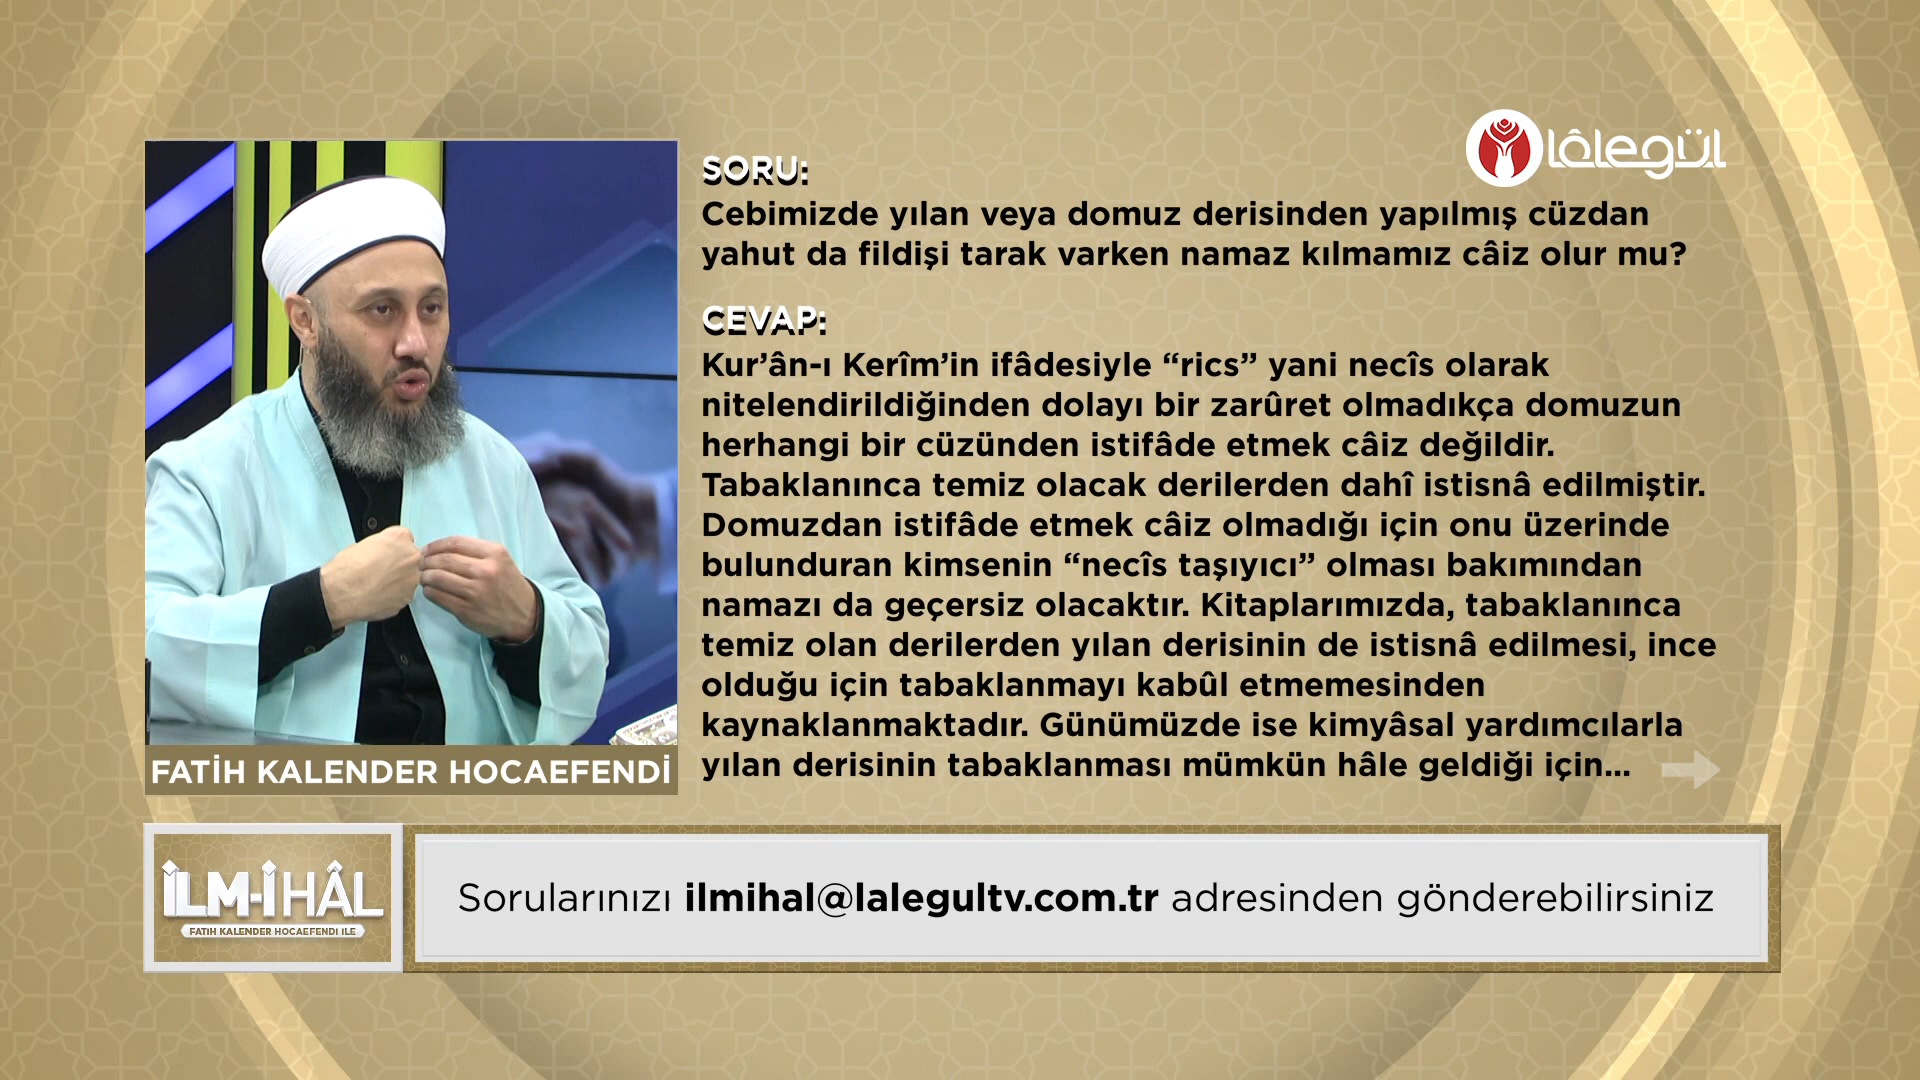 lâlegül
SORU:
Cebimizde yılan veya domuz derisinden yapılmış cüzdan
yahut da fildişi tarak varken namaz kılmamız câiz olur mu?
CEVAP:
Kur’ân-ı Kerîm’in ifâdesiyle “rics” yani necîs olarak
nitelendirildiğinden dolayı bir zarûret olmadıkça domuzun
herhangi bir cüzünden istifâde etmek câiz değildir.
Tabaklanınca temiz olacak derilerden dahî istisnâ edilmiştir.
Domuzdan istifâde etmek câiz olmadığı için onu üzerinde
bulunduran kimsenin “necîs taşıyıcı” olması bakımından
namazı da geçersiz olacaktır. Kitaplarımızda, tabaklanınca
temiz olan derilerden yılan derisinin de istisnâ edilmesi, ince
olduğu için tabaklanmayı kabûl etmemesinden
kaynaklanmaktadır. Günümüzde ise kimyâsal yardımcılarla
yılan derisinin tabaklanması mümkün hâle geldiği için...
FATİH KALENDER HOCAEFENDİ
İLM-İ HÂL
FATİH KALENDER HOCAEFENDİ İLE
Sorularınızı ilmihal@lalegultv.com.tr adresinden gönderebilirsiniz